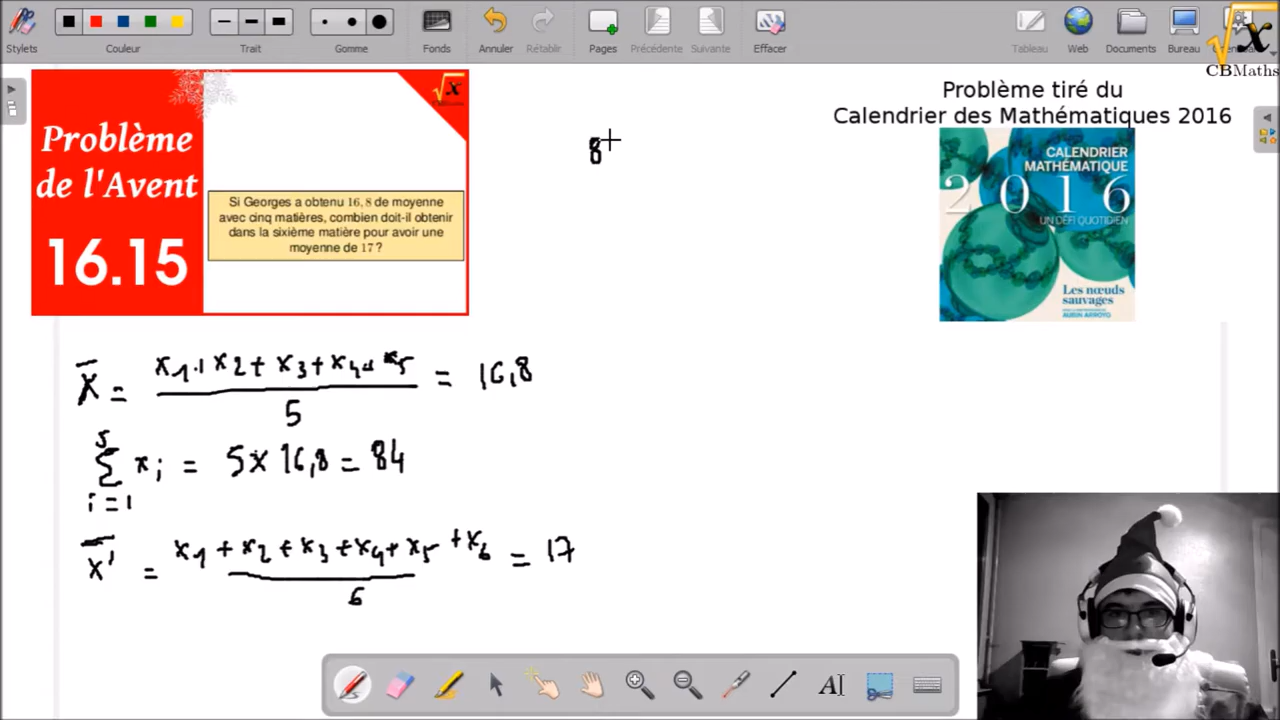 Stylets
Couleur
Trait
Gomme
Fonds
Annuler
Rétablir
Pages
Précédente
Suivante
Effacer
Tableau
Web
Documents
Bureau
√x
CBMaths
Problème
de l'Avent
16.15
Si Georges a obtenu 16,8 de moyenne
avec cinq matières, combien doit-il obtenir
dans la sixième matière pour avoir une
moyenne de 17 ?
8
Problème tiré du
Calendrier des Mathématiques 2016
CALENDRIER
MATHÉMATIQUE
2016
UN DÉFI QUOTIDIEN
Les nœuds
sauvages
X̄ = (x1 + x2 + x3 + x4 + x5) / 5 = 16,8
5 Σ i=1 xi = 5 × 16,8 = 84
x̄' = (x1 + x2 + x3 + x4 + x5 + x6) / 6 = 17
AI